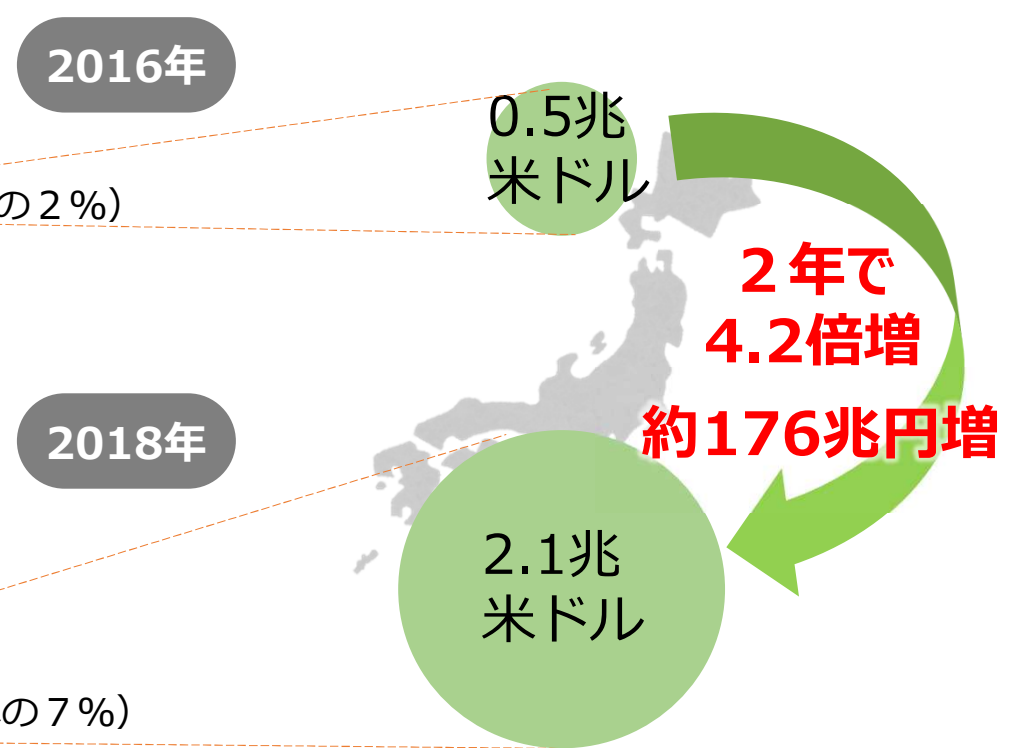 2016年
0.5兆
米ドル
の２%）
２年で
4.2倍増
約176兆円増
2018年
2.1兆
米ドル
の７%）